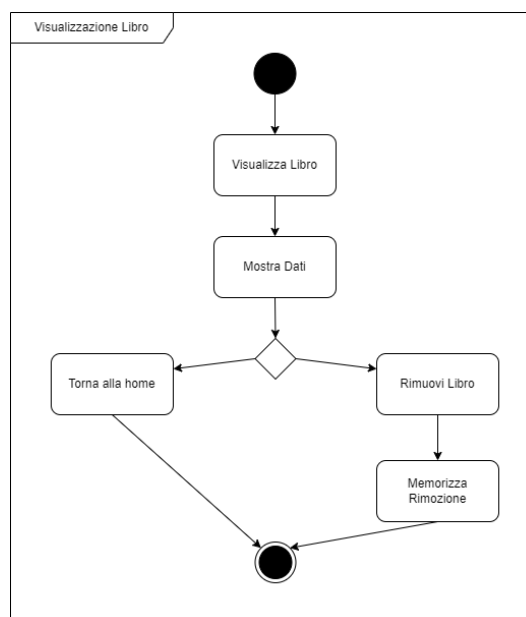 Visualizzazione Libro
Visualizza Libro
Mostra Dati
Torna alla home
Rimuovi Libro
Memorizza
Rimozione